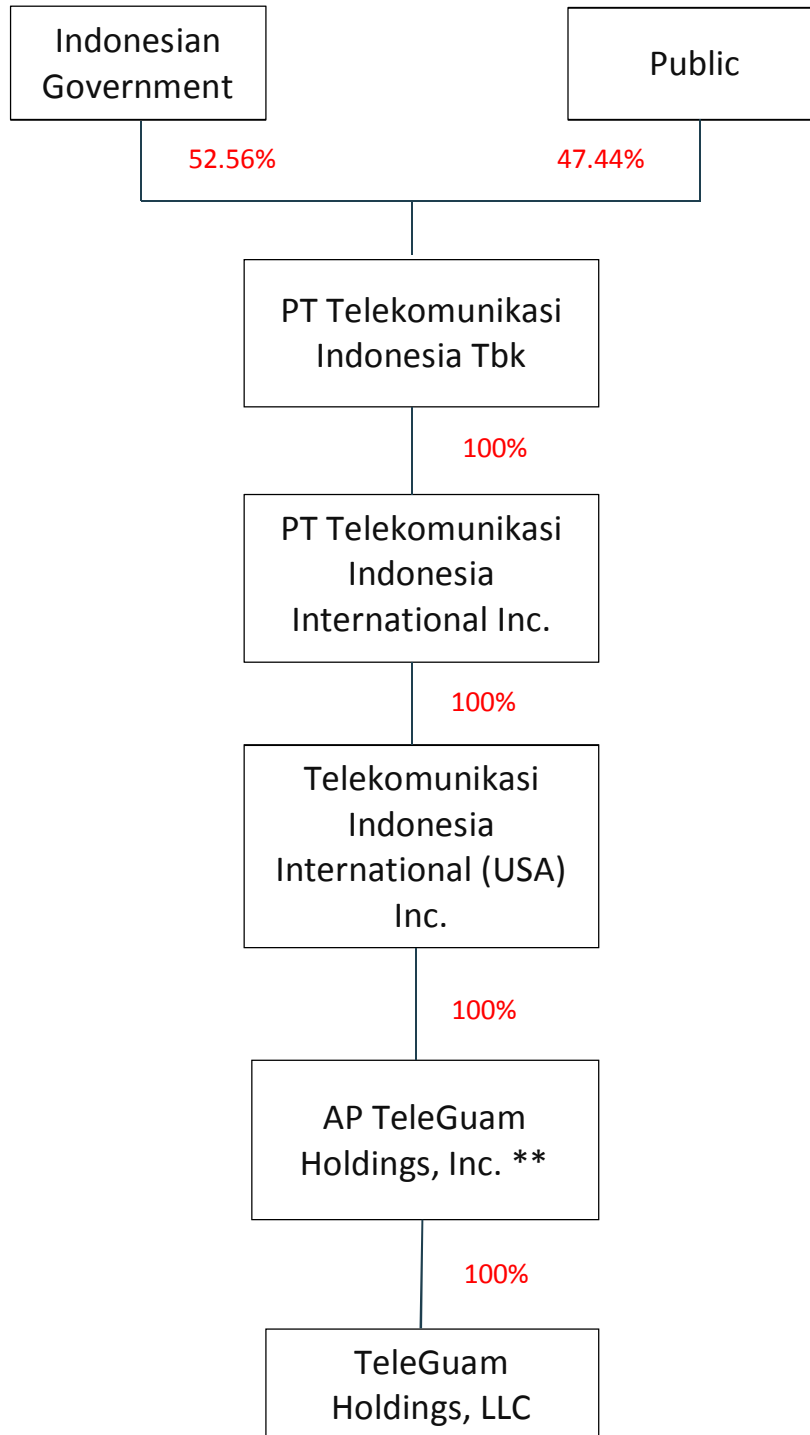 Indonesian
Government
Public
52.56%
47.44%
PT Telekomunikasi
Indonesia Tbk
100%
PT Telekomunikasi
Indonesia
International Inc.
100%
Telekomunikasi
Indonesia
International (USA)
Inc.
100%
AP TeleGuam
Holdings, Inc. **
100%
TeleGuam
Holdings, LLC